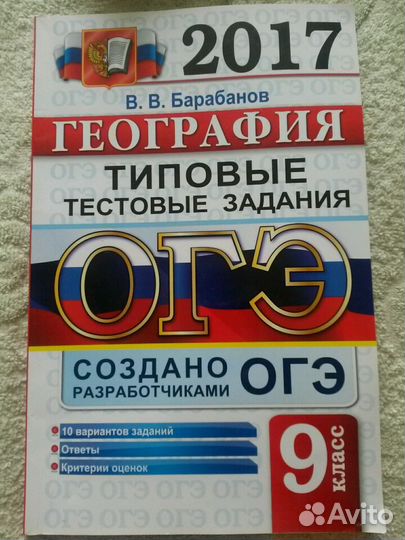 2017
В. В. Барабанов
ГЕОГРАФИЯ
ТИПОВЫЕ
ТЕСТОВЫЕ ЗАДАНИЯ
ОГЭ
СОЗДАНО
РАЗРАБОТЧИКАМИ ОГЭ
10 вариантов заданий
Ответы
Критерии оценок
9 класс
Avito